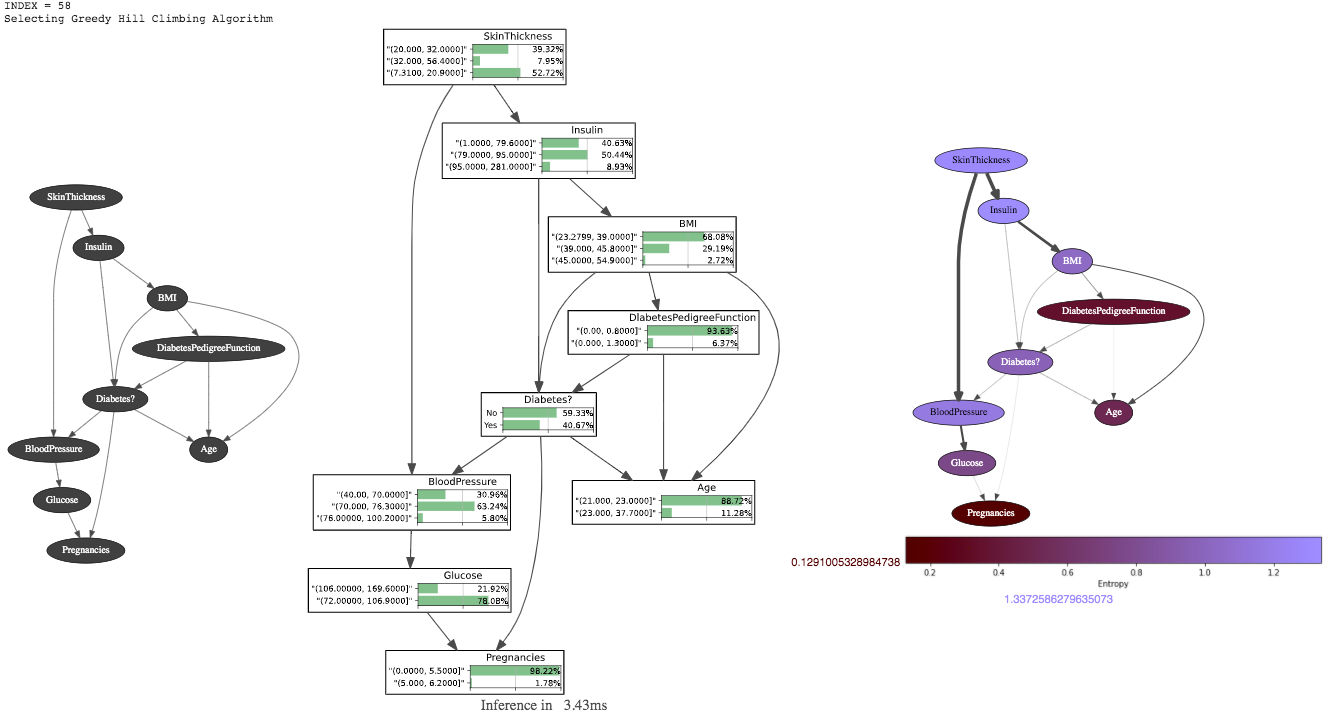 INDEX = 58
Selecting Greedy Hill Climbing Algorithm
SkinThickness
Insulin
BMI
DiabetesPedigreeFunction
Diabetes?
BloodPressure
Age
Glucose
Pregnancies
SkinThickness
"(20.000, 32.0000]" 39.32%
"(32.000, 56.4000]" 7.95%
"(7.3100, 20.9000]" 52.72%
Insulin
"(1.0000, 79.6000]" 40.63%
"(79.0000, 95.0000]" 50.44%
"(95.0000, 281.0000]" 8.93%
BMI
"(23.2799, 39.0000]" 68.08%
"(39.000, 45.8000]" 29.19%
"(45.0000, 54.9000]" 2.72%
DiabetesPedigreeFunction
"(0.00, 0.8000]" 93.63%
"(0.000, 1.3000]" 6.37%
Diabetes?
No 59.33%
Yes 40.67%
BloodPressure
"(40.00, 70.0000]" 30.96%
"(70.000, 76.3000]" 63.24%
"(76.00000, 100.2000]" 5.80%
Age
"(21.000, 23.0000]" 88.72%
"(23.000, 37.7000]" 11.28%
Glucose
"(106.00000, 169.6000]" 21.92%
"(72.00000, 106.9000]" 78.08%
Pregnancies
"(0.0000, 5.5000]" 98.22%
"(5.000, 6.2000]" 1.78%
Inference in 3.43ms
SkinThickness
Insulin
BMI
DiabetesPedigreeFunction
Diabetes?
BloodPressure
Age
Glucose
Pregnancies
0.1291005328984738
0.2 0.4 0.6 0.8 1.0 1.2
Entropy
1.3372586279635073